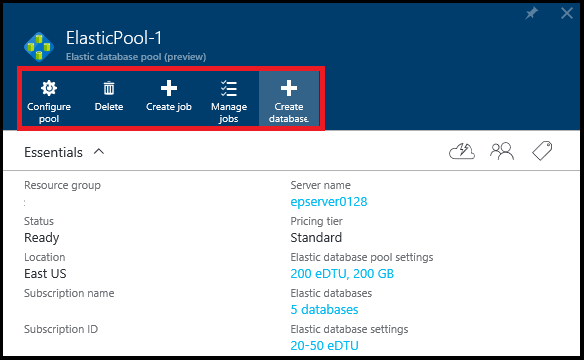 ElasticPool-1
Elastic database pool (preview)
Configure pool
Delete
Create job
Manage jobs
Create database
Essentials
Resource group
:
Server name
epserver0128
Status
Ready
Pricing tier
Standard
Location
East US
Elastic database pool settings
200 eDTU, 200 GB
Subscription name
Elastic databases
5 databases
Subscription ID
Elastic database settings
20-50 eDTU